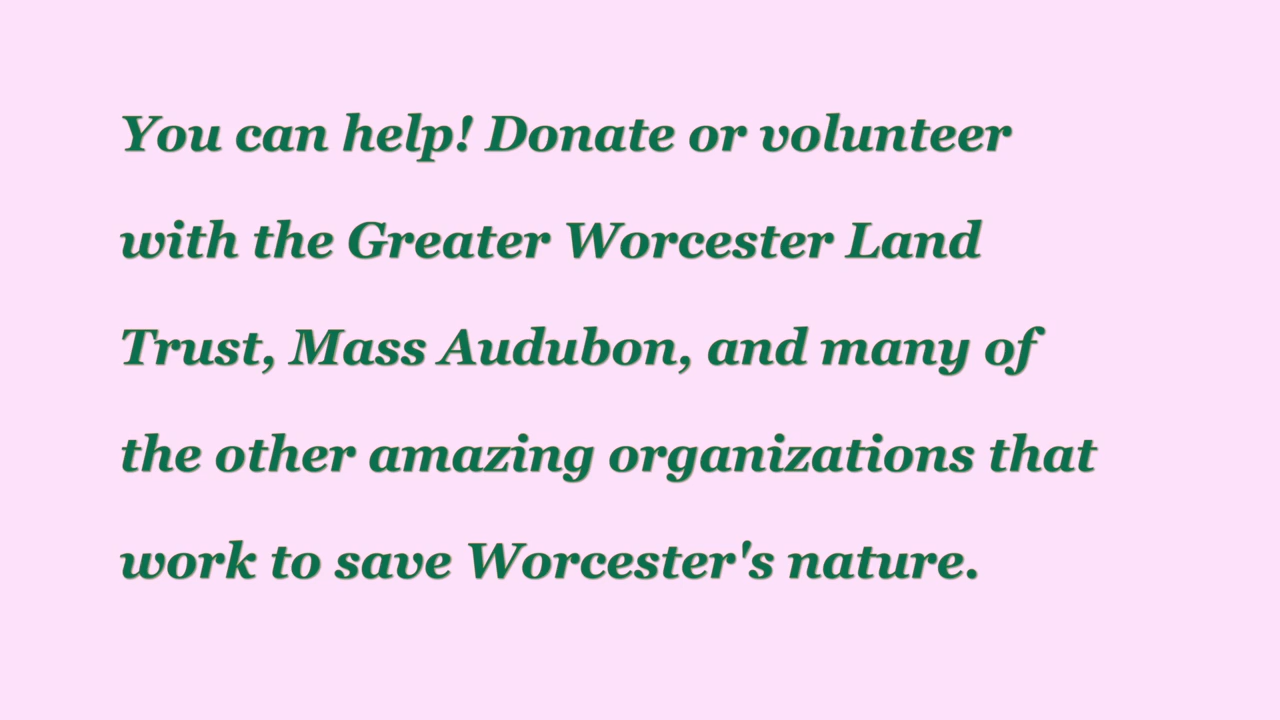 You can help! Donate or volunteer
with the Greater Worcester Land
Trust, Mass Audubon, and many of
the other amazing organizations that
work to save Worcester's nature.